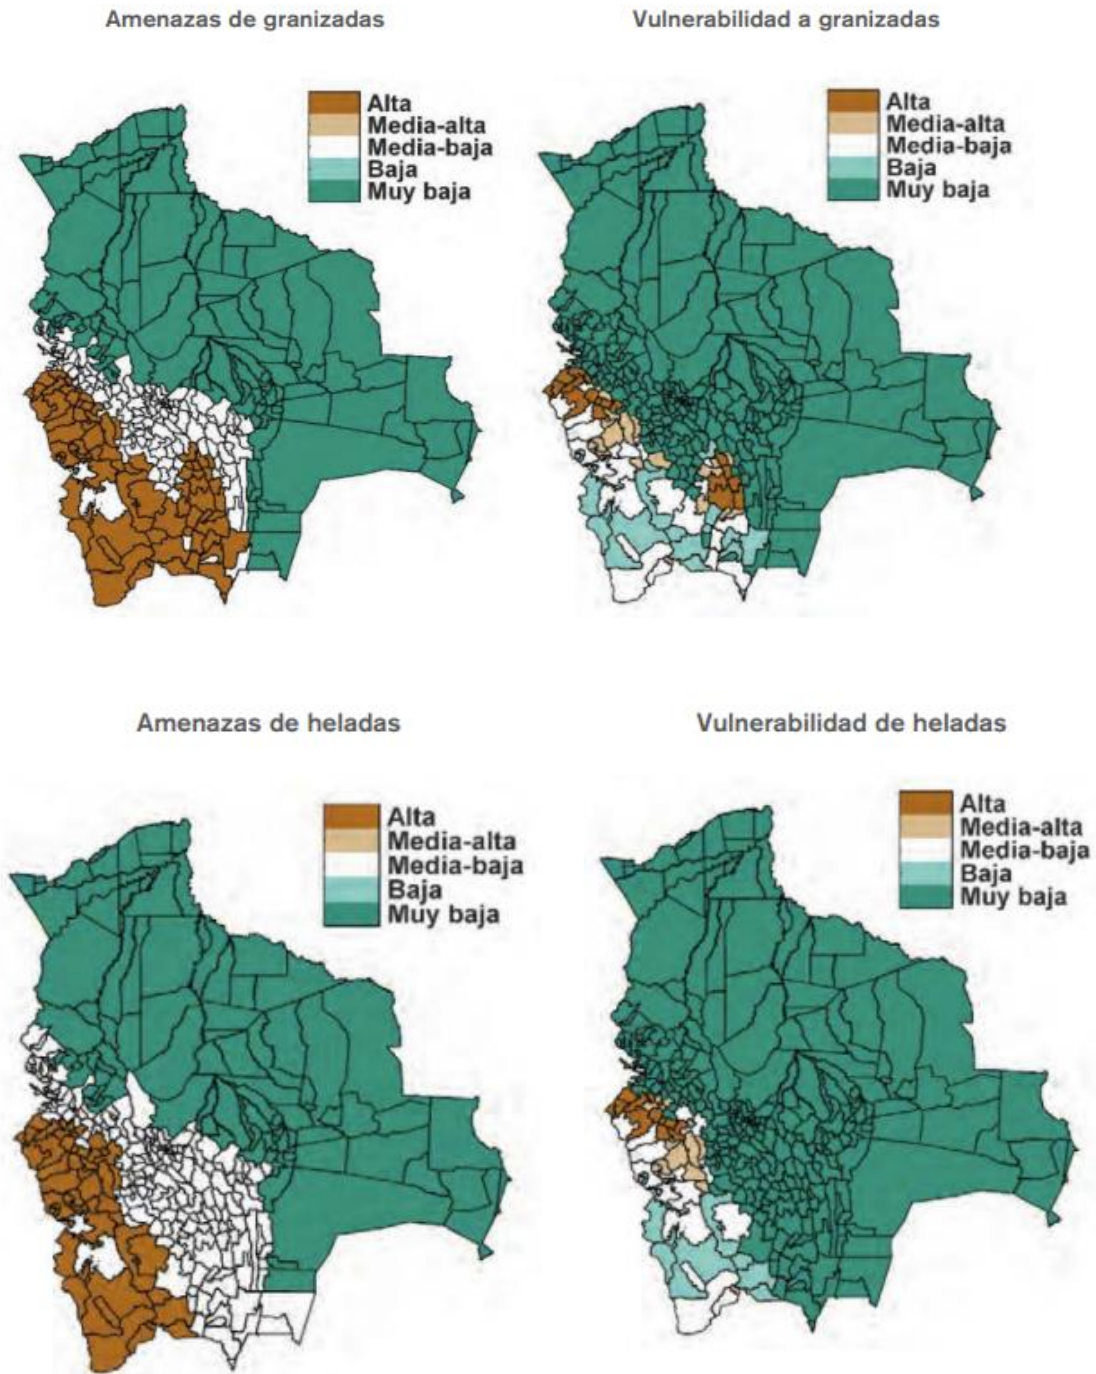 Amenazas de granizadas
Vulnerabilidad a granizadas
Alta
Media-alta
Media-baja
Baja
Muy baja
Alta
Media-alta
Media-baja
Baja
Muy baja
Amenazas de heladas
Vulnerabilidad de heladas
Alta
Media-alta
Media-baja
Baja
Muy baja
Alta
Media-alta
Media-baja
Baja
Muy baja